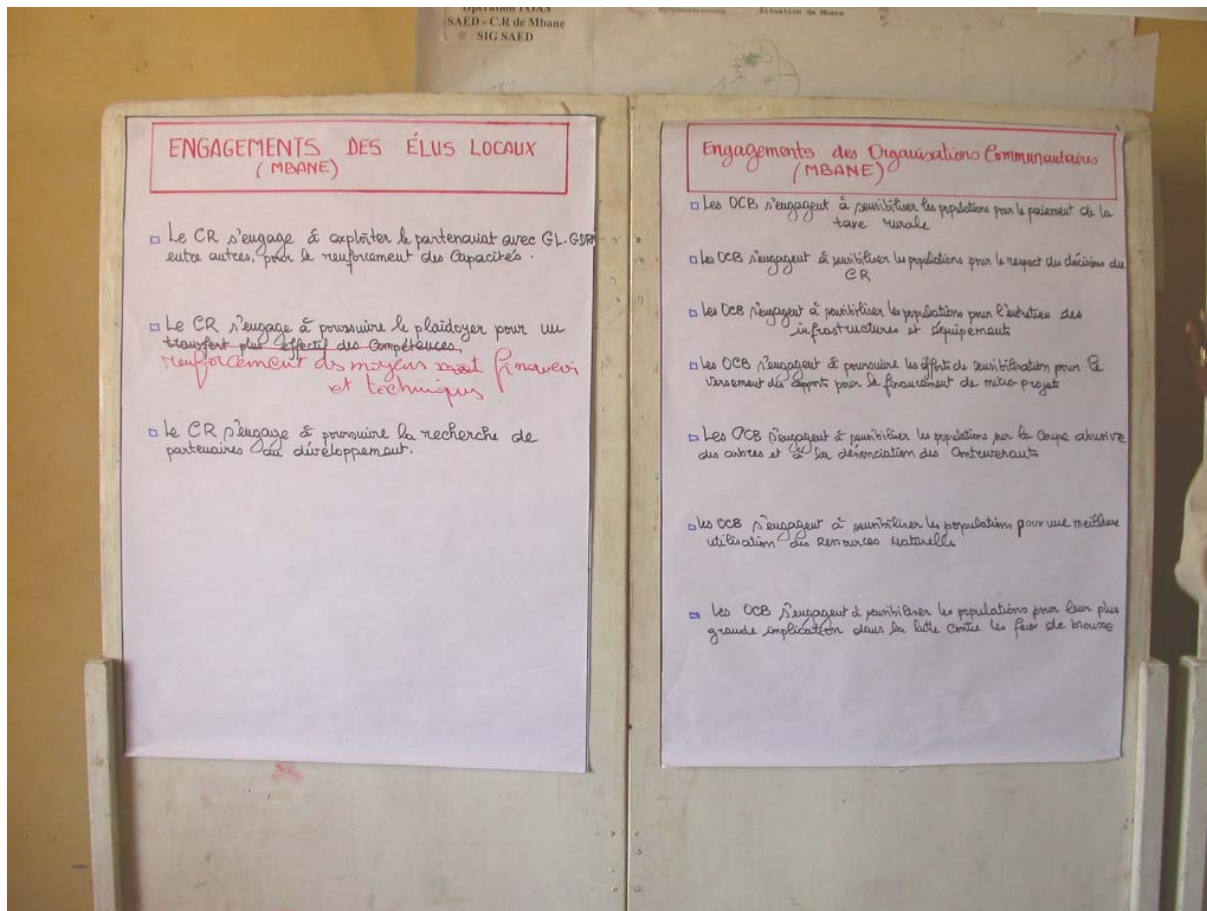 SAED - C.R de Mbane
SIG SAED
Situation de Mbane
ENGAGEMENTS DES ÉLUS LOCAUX
(MBANE)
Le CR s'engage à exploiter le partenariat avec GL-GDRN
entre autres, pour le renforcement des Capacités.
Le CR s'engage à poursuivre le plaidoyer pour un
transfert plus effectif des Compétences
renforcement des moyens financiers
et techniques
Le CR s'engage à poursuivre la recherche de
partenaires au développement.
Engagements des Organisations Communautaires
(MBANE)
Les OCB s'engagent à sensibiliser les populations pour le paiement de la
taxe rurale
Les OCB s'engagent à sensibiliser les populations pour le respect des décisions du
CR
Les OCB s'engagent à sensibiliser les populations pour l'entretien des
infrastructures et équipements
Les OCB s'engagent à poursuivre les efforts de sensibilisation pour le
versement des apports pour le financement de micro-projets
Les OCB s'engagent à sensibiliser les populations sur la Coupe abusive
des arbres et à la dénonciation des Contrevenants
Les OCB s'engagent à sensibiliser les populations pour une meilleure
utilisation des Ressources Naturelles
Les OCB s'engagent à sensibiliser les populations pour leur plus
grande implication dans la lutte contre les feux de brousse